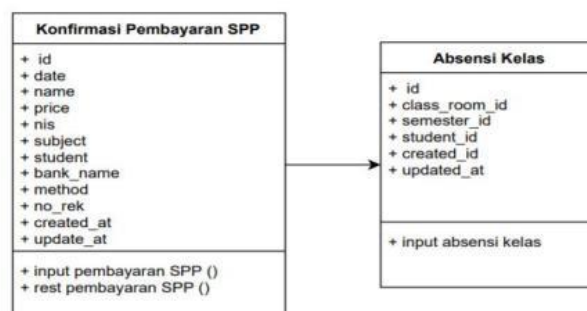 Konfirmasi Pembayaran SPP
+ id
+ date
+ name
+ price
+ nis
+ subject
+ student
+ bank_name
+ method
+ no_rek
+ created_at
+ update_at
+ input pembayaran SPP ()
+ rest pembayaran SPP ()
Absensi Kelas
+ id
+ class_room_id
+ semester_id
+ student_id
+ created_id
+ updated_at
+ input absensi kelas